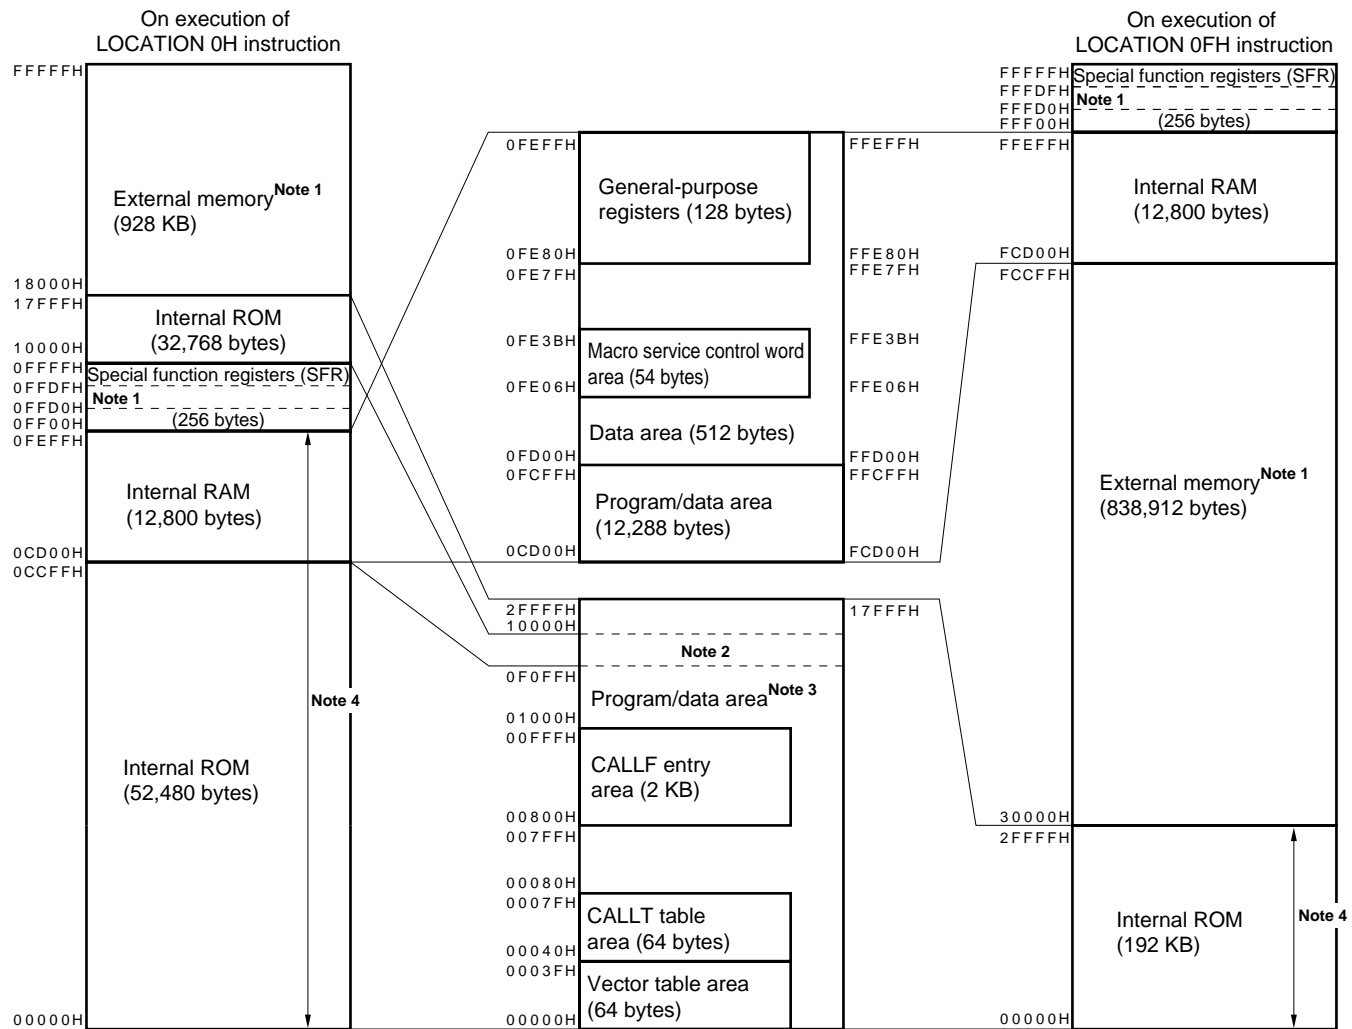 On execution of
LOCATION 0H instruction
FFFFFH
External memory Note 1
(928 KB)
18000H
17FFFH
Internal ROM
(32,768 bytes)
10000H
0FFFFH
Special function registers (SFR)
0FFDFH
Note 1
0FFD0H
0FF00H
(256 bytes)
0FEFFH
Internal RAM
(12,800 bytes)
0CD00H
0CCFFH
Note 4
Internal ROM
(52,480 bytes)
00000H
0FEFFH
FFEFFH
General-purpose
registers (128 bytes)
0FE80H
FFE80H
0FE7FH
FFE7FH
0FE3BH
FFE3BH
Macro service control word
area (54 bytes)
0FE06H
FFE06H
Data area (512 bytes)
0FD00H
FFD00H
0FCFFH
FFCFFH
Program/data area
(12,288 bytes)
0CD00H
FCD00H
2FFFFH
17FFFH
10000H
Note 2
0F0FFH
Program/data area Note 3
01000H
00FFFH
CALLF entry
area (2 KB)
00800H
007FFH
00080H
0007FH
CALLT table
area (64 bytes)
00040H
0003FH
Vector table area
(64 bytes)
00000H
On execution of
LOCATION 0FH instruction
FFFFFH
Special function registers (SFR)
FFFDFH
Note 1
FFFD0H
FFF00H
(256 bytes)
FFEFFH
Internal RAM
(12,800 bytes)
FCD00H
FCCFFH
External memory Note 1
(838,912 bytes)
30000H
2FFFFH
Internal ROM
(192 KB)
Note 4
00000H